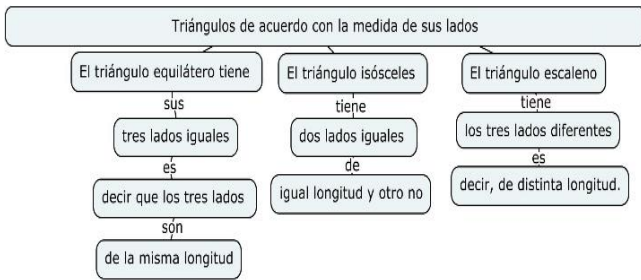 Triángulos de acuerdo con la medida de sus lados
El triángulo equilátero tiene
sus
tres lados iguales
es
decir que los tres lados
son
de la misma longitud
El triángulo isósceles
tiene
dos lados iguales
de
igual longitud y otro no
El triángulo escaleno
tiene
los tres lados diferentes
es
decir, de distinta longitud.